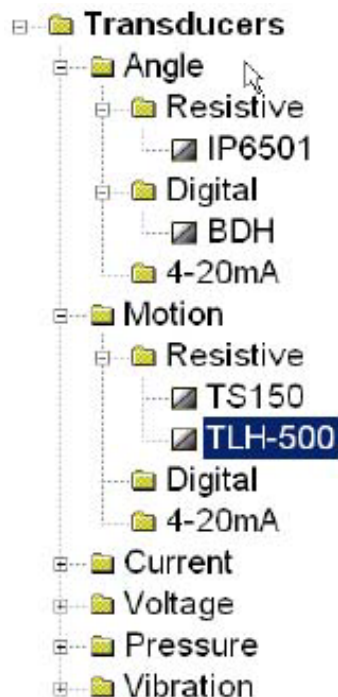 Transducers
Angle
Resistive
IP6501
Digital
BDH
4-20mA
Motion
Resistive
TS150
TLH-500
Digital
4-20mA
Current
Voltage
Pressure
Vibration